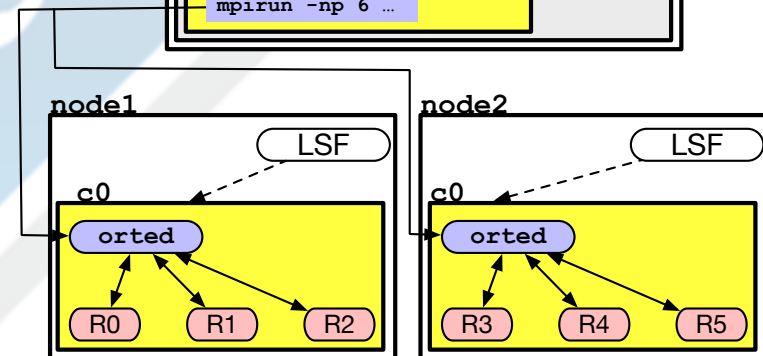 mpirun -np 6 …
node1
node2
LSF
LSF
c0
c0
orted
orted
R0
R1
R2
R3
R4
R5